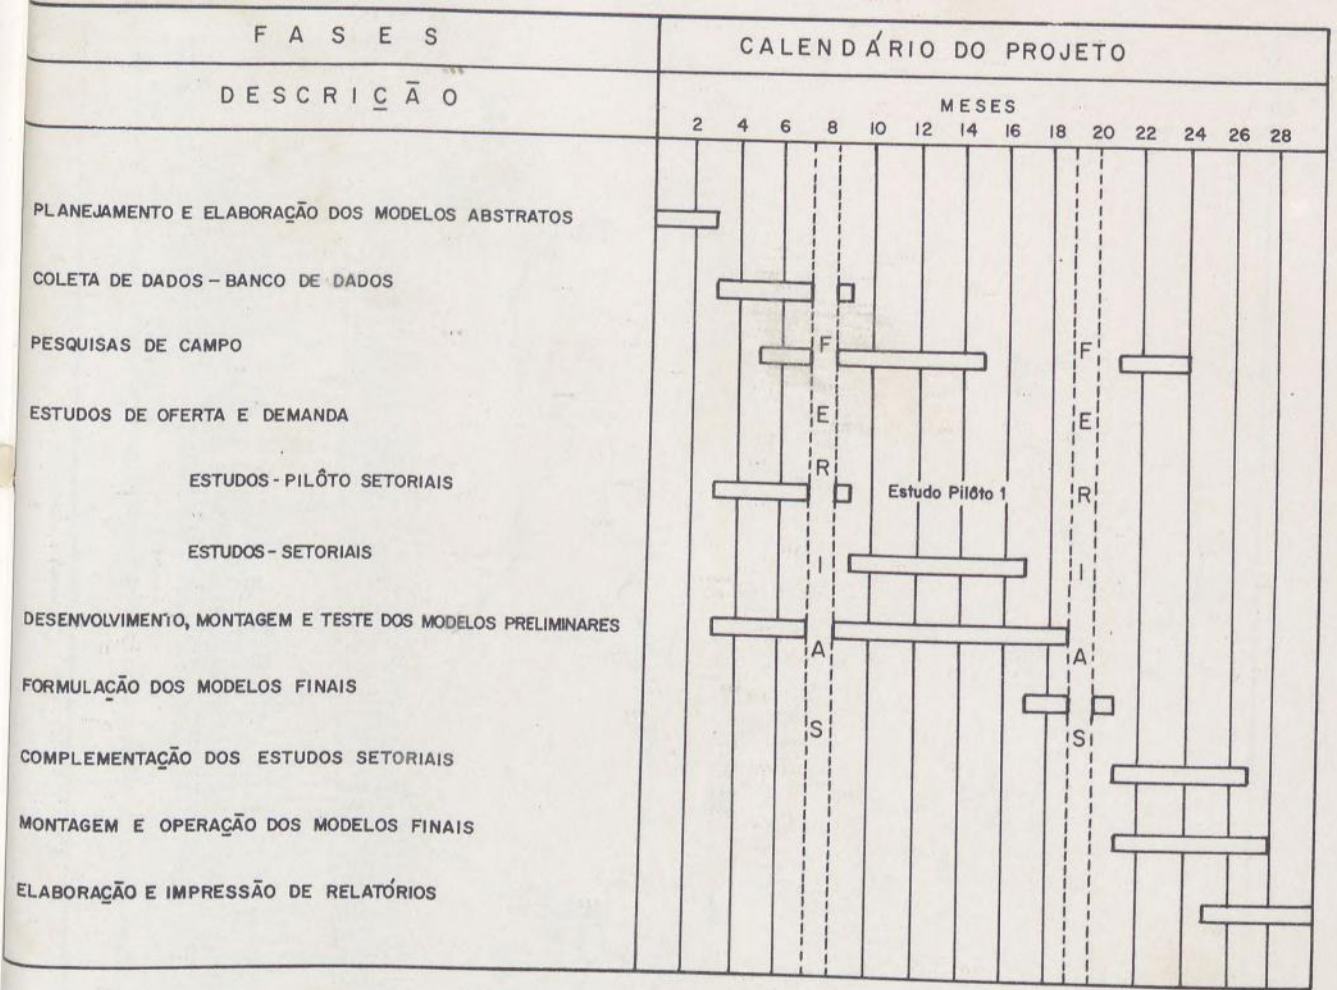 F A S E S
CALENDÁRIO DO PROJETO
DESCRIÇÃO
MESES
2 4 6 8 10 12 14 16 18 20 22 24 26 28
PLANEJAMENTO E ELABORAÇÃO DOS MODELOS ABSTRATOS
COLETA DE DADOS – BANCO DE DADOS
PESQUISAS DE CAMPO
ESTUDOS DE OFERTA E DEMANDA
ESTUDOS - PILÔTO SETORIAIS
Estudo Pilôto 1
ESTUDOS - SETORIAIS
DESENVOLVIMENTO, MONTAGEM E TESTE DOS MODELOS PRELIMINARES
FORMULAÇÃO DOS MODELOS FINAIS
COMPLEMENTAÇÃO DOS ESTUDOS SETORIAIS
MONTAGEM E OPERAÇÃO DOS MODELOS FINAIS
ELABORAÇÃO E IMPRESSÃO DE RELATÓRIOS
FERIAS
FERIAS